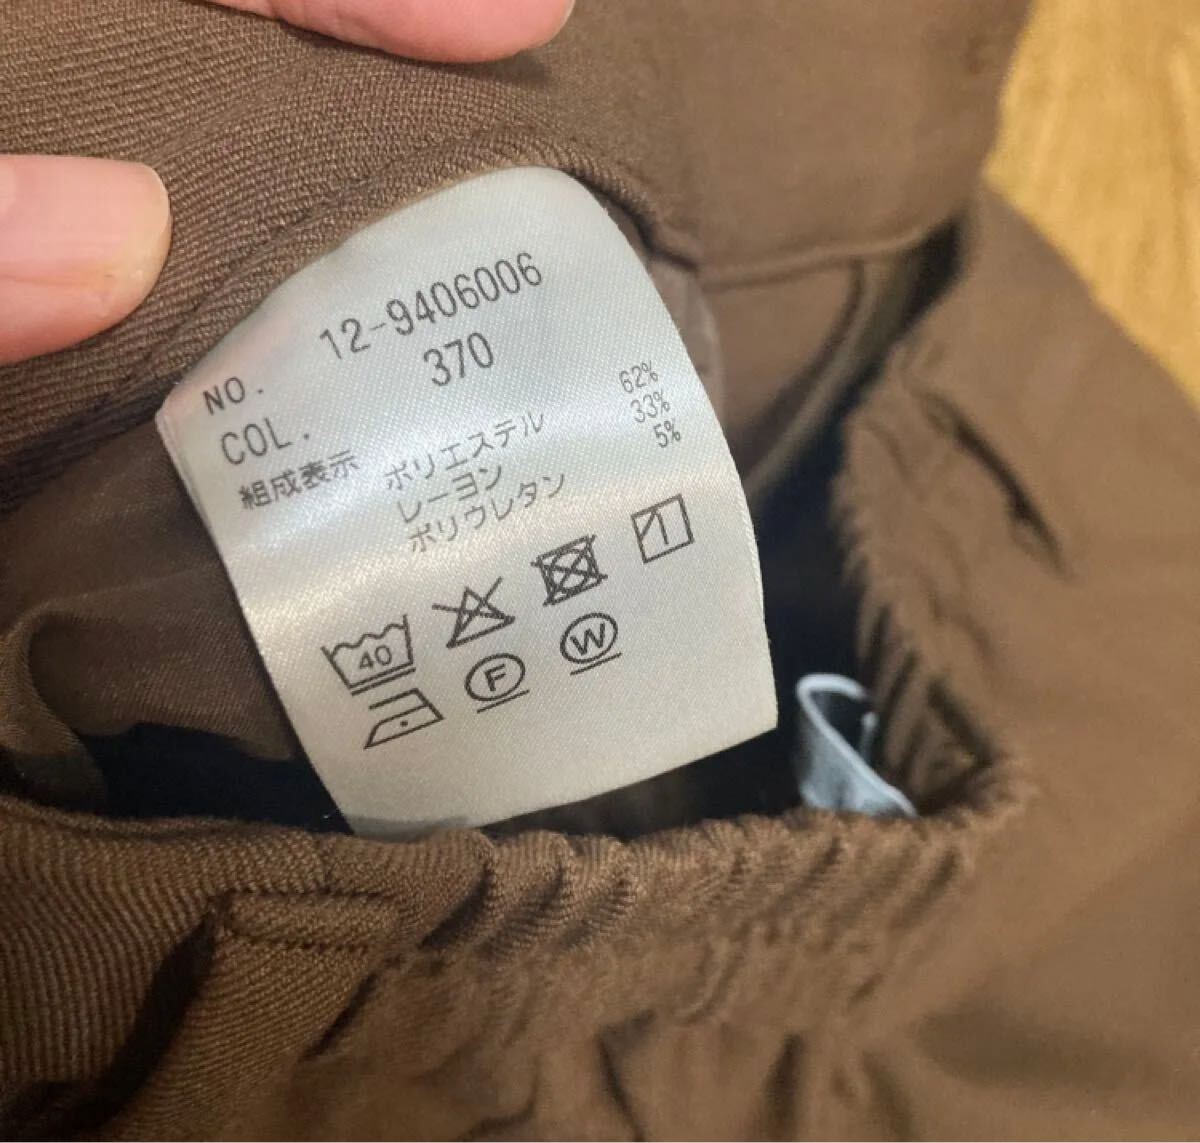 NO. 12-9406006
COL. 370
組成表示 ポリエステル 62%
レーヨン 33%
ポリウレタン 5%
40
F W